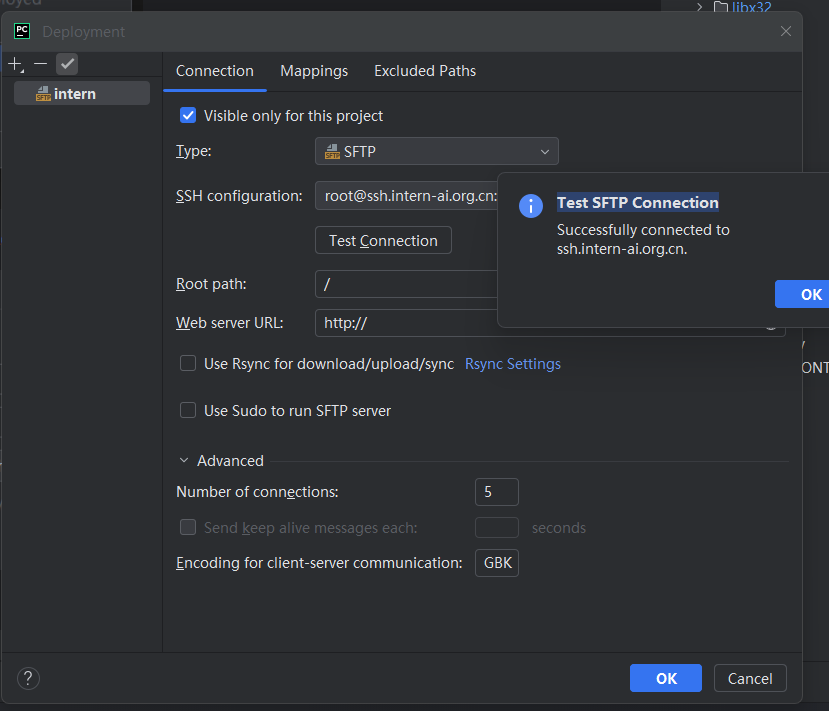 libx32
PC
Deployment
Connection
Mappings
Excluded Paths
SFTP intern
Visible only for this project
Type:
SFTP SFTP
SSH configuration:
root@ssh.intern-ai.org.cn:
Test SFTP Connection
Successfully connected to
ssh.intern-ai.org.cn.
OK
Test Connection
Root path:
/
Web server URL:
http://
Use Rsync for download/upload/sync
Rsync Settings
Use Sudo to run SFTP server
Advanced
Number of connections:
5
Send keep alive messages each:
seconds
Encoding for client-server communication:
GBK
?
OK
Cancel